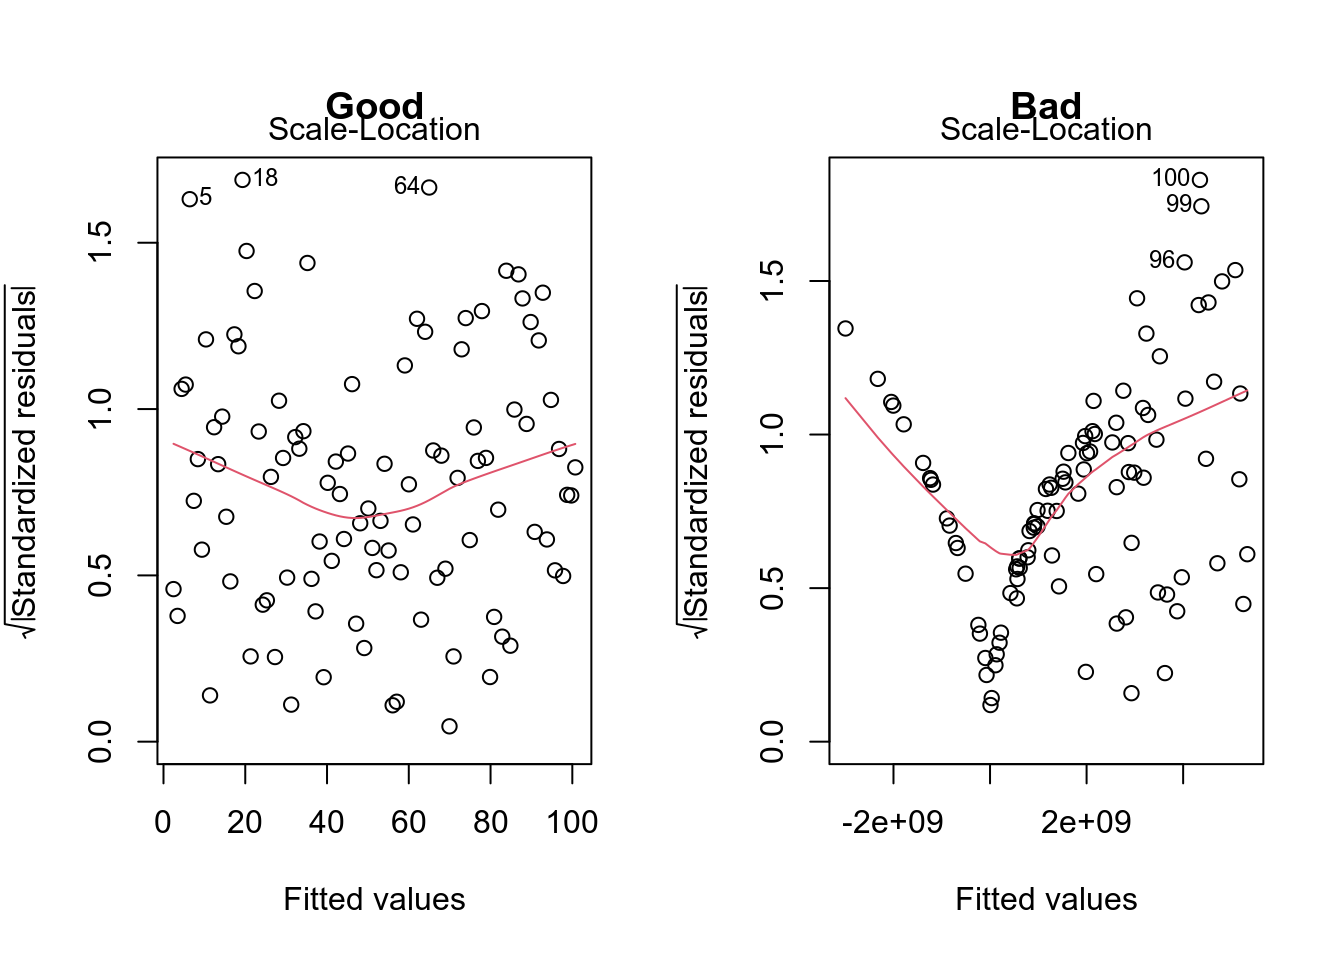 Good
Scale-Location
√|Standardized residuals|
1.5
1.0
0.5
0.0
5
18
64
0 20 40 60 80 100
Fitted values
Bad
Scale-Location
√|Standardized residuals|
1.5
1.0
0.5
0.0
100
99
96
-2e+09 2e+09
Fitted values